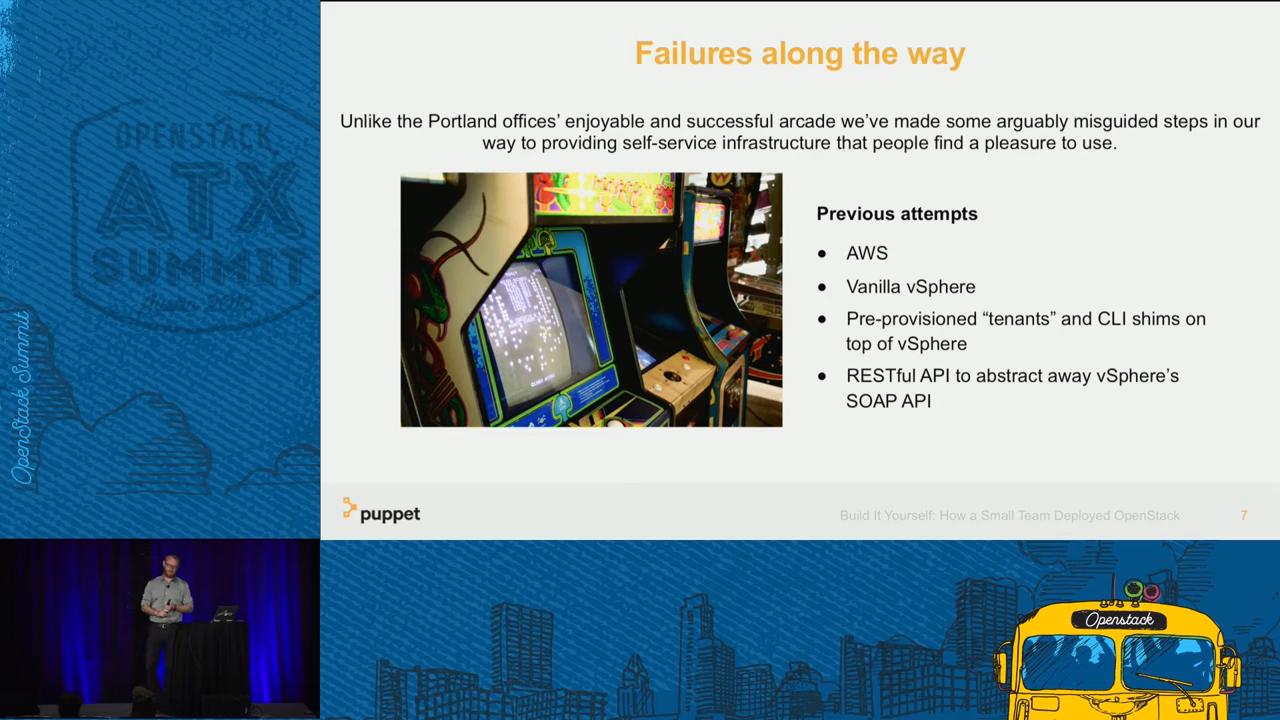 Failures along the way
Unlike the Portland offices’ enjoyable and successful arcade we’ve made some arguably misguided steps in our
way to providing self-service infrastructure that people find a pleasure to use.
Previous attempts
● AWS
● Vanilla vSphere
● Pre-provisioned “tenants” and CLI shims on
top of vSphere
● RESTful API to abstract away vSphere’s
SOAP API
puppet
Build It Yourself: How a Small Team Deployed OpenStack
7
OPENSTACK
ATX
SUMMIT
OpenStack Summit
Openstack